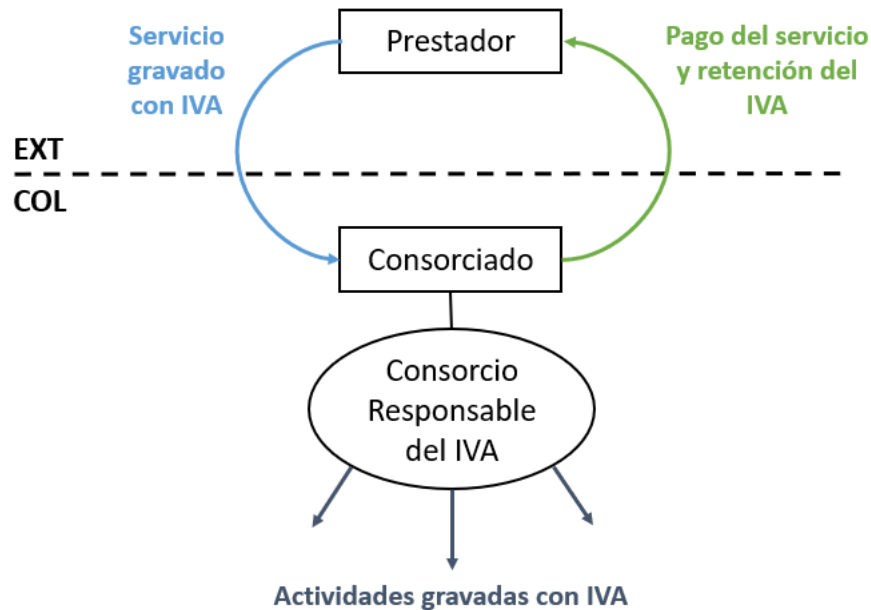 Servicio
gravado
con IVA
Prestador
Pago del servicio
y retención del
IVA
EXT
COL
Consorciado
Consorcio
Responsable
del IVA
Actividades gravadas con IVA